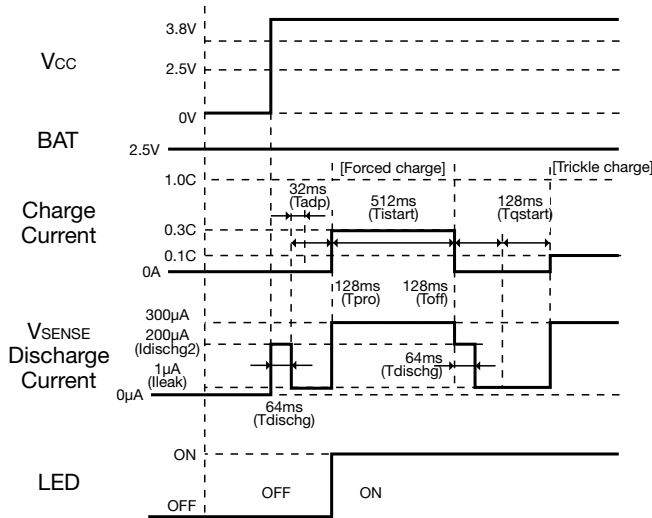 3.8V
VCC
2.5V
0V
BAT
2.5V
[Forced charge]
[Trickle charge]
1.0C
32ms
(Tadp)
512ms
(Tistart)
128ms
(Tqstart)
Charge
Current
0.3C
0.1C
0A
128ms
(Tpro)
128ms
(Toff)
300µA
VSENSE
Discharge
Current
200µA
(Idischg2)
1µA
(Ileak)
0µA
64ms
(Tdischg)
64ms
(Tdischg)
ON
LED
OFF
OFF
ON